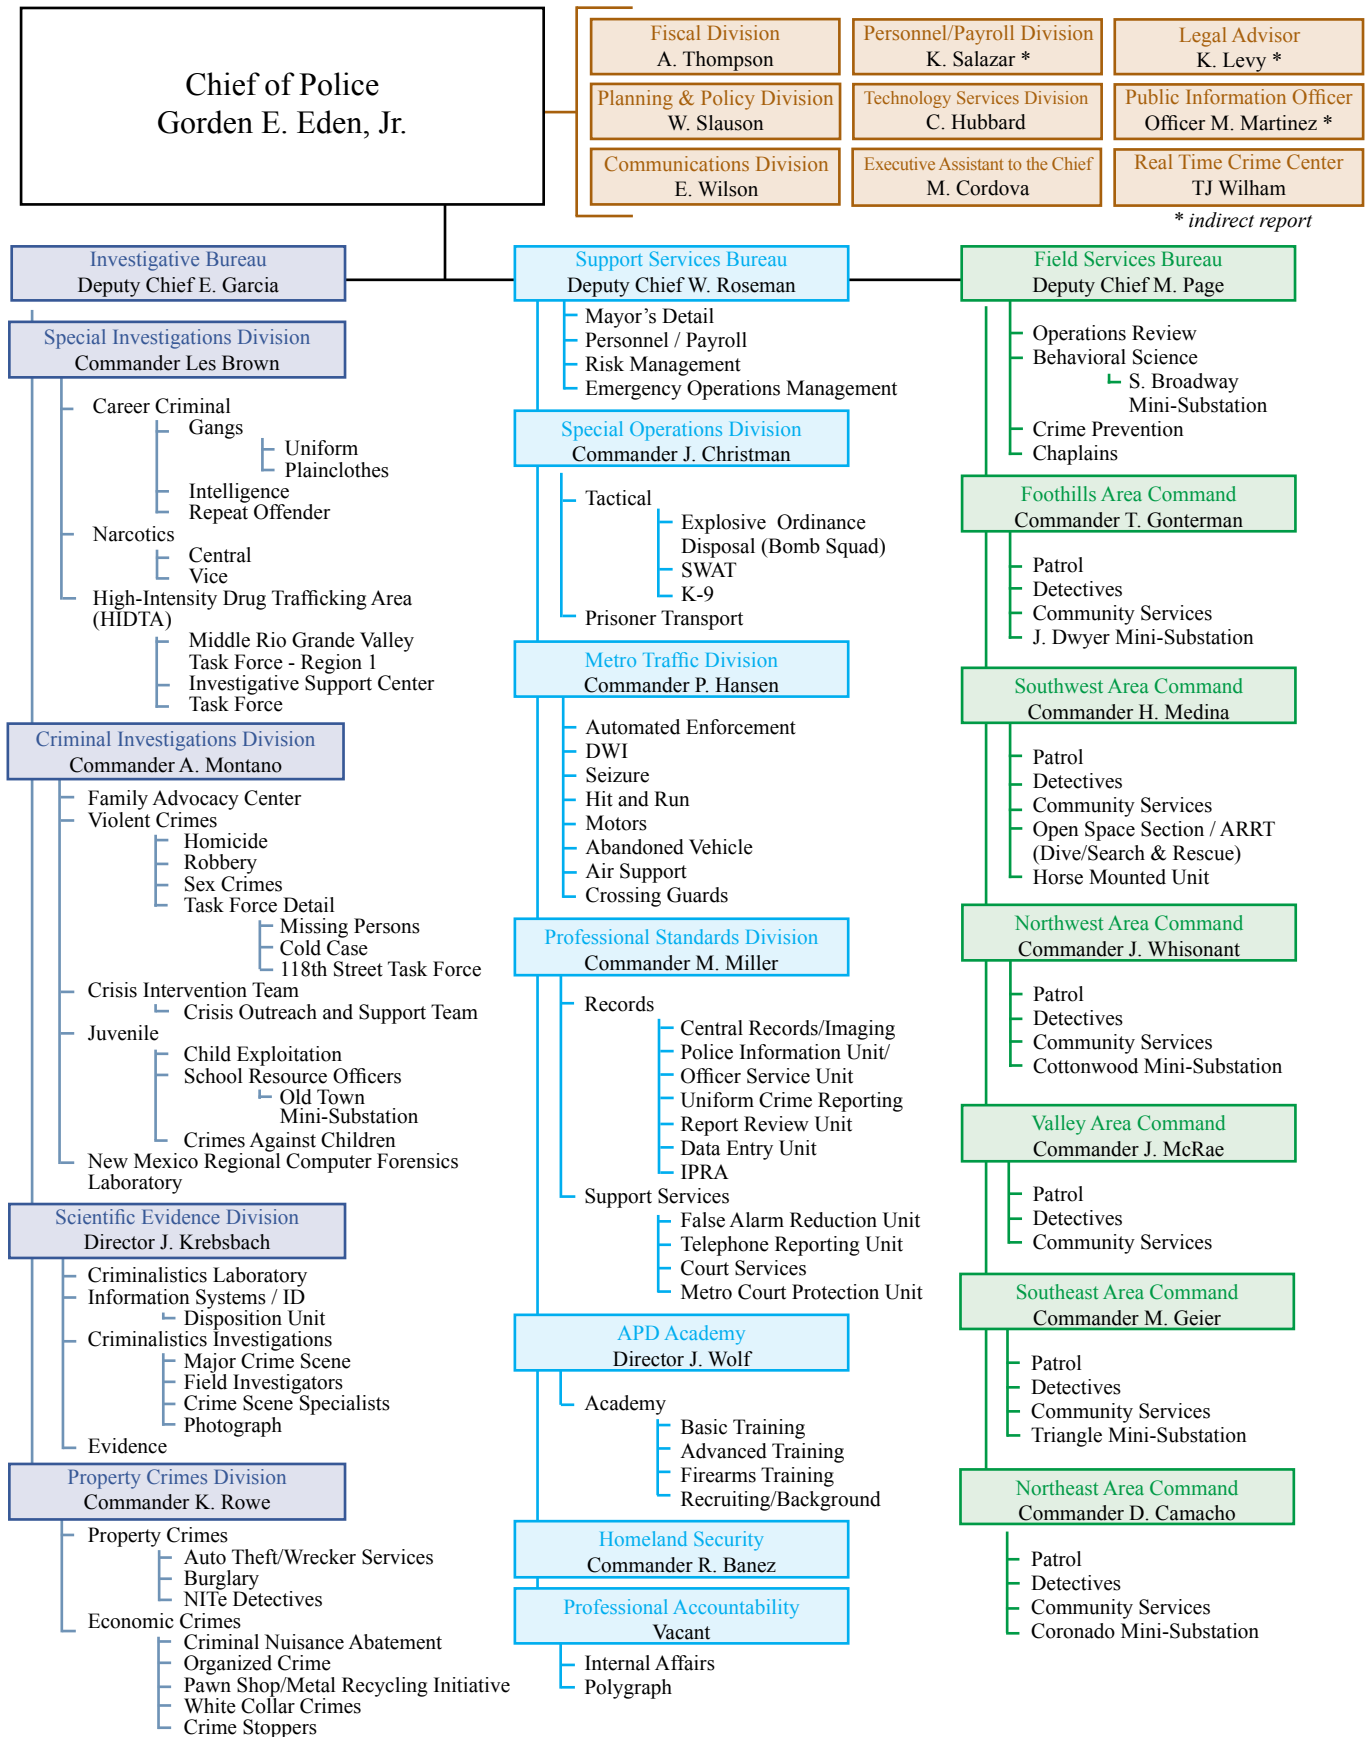 Chief of Police
Gorden E. Eden, Jr.
Fiscal Division
A. Thompson
Personnel/Payroll Division
K. Salazar *
Legal Advisor
K. Levy *
Planning & Policy Division
W. Slauson
Technology Services Division
C. Hubbard
Public Information Officer
Officer M. Martinez *
Communications Division
E. Wilson
Executive Assistant to the Chief
M. Cordova
Real Time Crime Center
TJ Wilham
* indirect report
Investigative Bureau
Deputy Chief E. Garcia
Special Investigations Division
Commander Les Brown
Career Criminal
Gangs
Uniform
Plainclothes
Intelligence
Repeat Offender
Narcotics
Central
Vice
High-Intensity Drug Trafficking Area
(HIDTA)
Middle Rio Grande Valley
Task Force - Region 1
Investigative Support Center
Task Force
Criminal Investigations Division
Commander A. Montano
Family Advocacy Center
Violent Crimes
Homicide
Robbery
Sex Crimes
Task Force Detail
Missing Persons
Cold Case
118th Street Task Force
Crisis Intervention Team
Crisis Outreach and Support Team
Juvenile
Child Exploitation
School Resource Officers
Old Town
Mini-Substation
Crimes Against Children
New Mexico Regional Computer Forensics
Laboratory
Scientific Evidence Division
Director J. Krebsbach
Criminalistics Laboratory
Information Systems / ID
Disposition Unit
Criminalistics Investigations
Major Crime Scene
Field Investigators
Crime Scene Specialists
Photograph
Evidence
Property Crimes Division
Commander K. Rowe
Property Crimes
Auto Theft/Wrecker Services
Burglary
NITe Detectives
Economic Crimes
Criminal Nuisance Abatement
Organized Crime
Pawn Shop/Metal Recycling Initiative
White Collar Crimes
Crime Stoppers
Support Services Bureau
Deputy Chief W. Roseman
Mayor's Detail
Personnel / Payroll
Risk Management
Emergency Operations Management
Special Operations Division
Commander J. Christman
Tactical
Explosive Ordinance
Disposal (Bomb Squad)
SWAT
K-9
Prisoner Transport
Metro Traffic Division
Commander P. Hansen
Automated Enforcement
DWI
Seizure
Hit and Run
Motors
Abandoned Vehicle
Air Support
Crossing Guards
Professional Standards Division
Commander M. Miller
Records
Central Records/Imaging
Police Information Unit/
Officer Service Unit
Uniform Crime Reporting
Report Review Unit
Data Entry Unit
IPRA
Support Services
False Alarm Reduction Unit
Telephone Reporting Unit
Court Services
Metro Court Protection Unit
APD Academy
Director J. Wolf
Academy
Basic Training
Advanced Training
Firearms Training
Recruiting/Background
Homeland Security
Commander R. Banez
Professional Accountability
Vacant
Internal Affairs
Polygraph
Field Services Bureau
Deputy Chief M. Page
Operations Review
Behavioral Science
S. Broadway
Mini-Substation
Crime Prevention
Chaplains
Foothills Area Command
Commander T. Gonterman
Patrol
Detectives
Community Services
J. Dwyer Mini-Substation
Southwest Area Command
Commander H. Medina
Patrol
Detectives
Community Services
Open Space Section / ARRT
(Dive/Search & Rescue)
Horse Mounted Unit
Northwest Area Command
Commander J. Whisonant
Patrol
Detectives
Community Services
Cottonwood Mini-Substation
Valley Area Command
Commander J. McRae
Patrol
Detectives
Community Services
Southeast Area Command
Commander M. Geier
Patrol
Detectives
Community Services
Triangle Mini-Substation
Northeast Area Command
Commander D. Camacho
Patrol
Detectives
Community Services
Coronado Mini-Substation